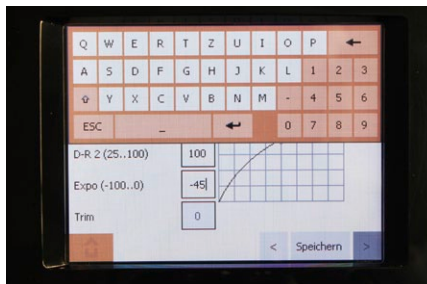 Q W E R T Z U I O P ←
A S D F G H J K L 1 2 3
⇧ Y X C V B N M - 4 5 6
ESC _ ↵ 0 7 8 9
D-R 2 (25..100) 100
Expo (-100..0) -45
Trim 0
< Speichern >